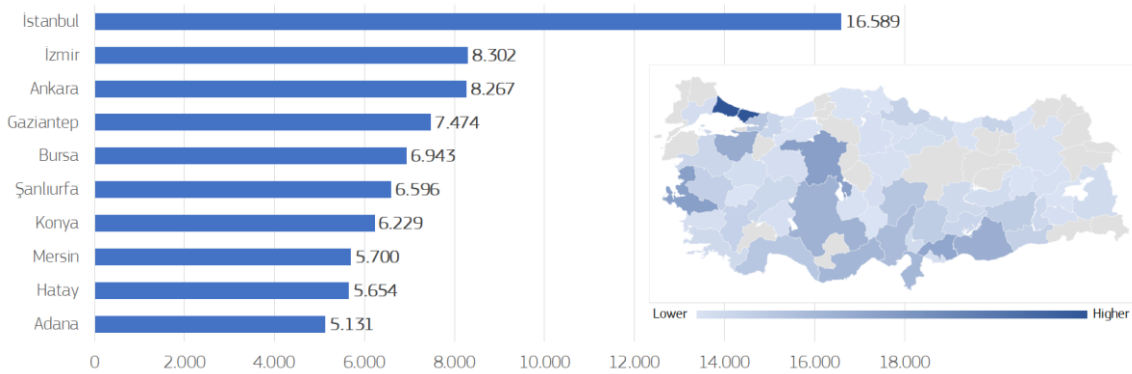 İstanbul 16.589
İzmir 8.302
Ankara 8.267
Gaziantep 7.474
Bursa 6.943
Şanlıurfa 6.596
Konya 6.229
Mersin 5.700
Hatay 5.654
Adana 5.131
Lower Higher
0 2.000 4.000 6.000 8.000 10.000 12.000 14.000 16.000 18.000